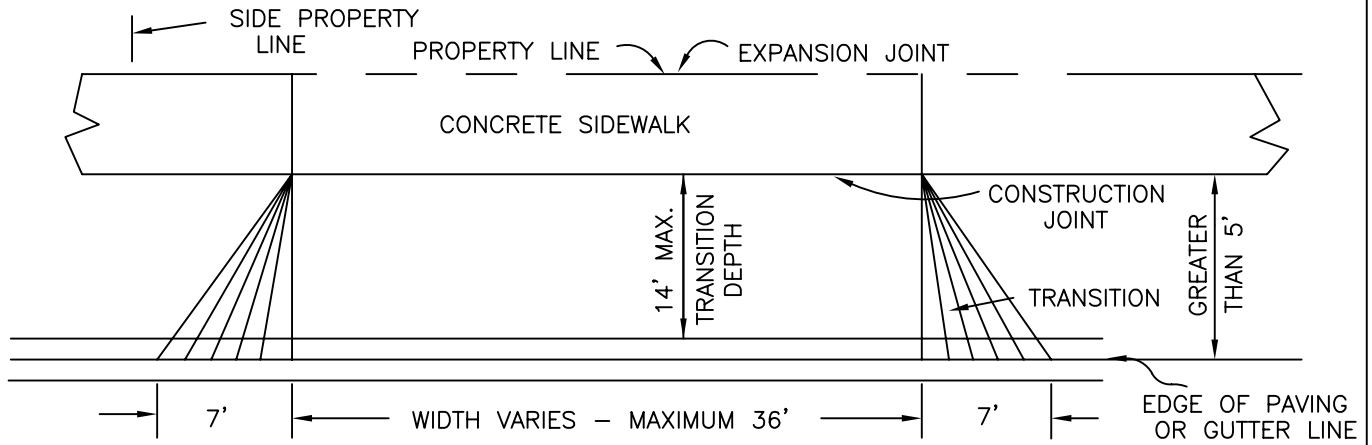 SIDE PROPERTY
LINE
PROPERTY LINE
EXPANSION JOINT
CONCRETE SIDEWALK
CONSTRUCTION
JOINT
14' MAX.
TRANSITION
DEPTH
GREATER
THAN 5'
TRANSITION
7'
WIDTH VARIES – MAXIMUM 36'
7'
EDGE OF PAVING
OR GUTTER LINE